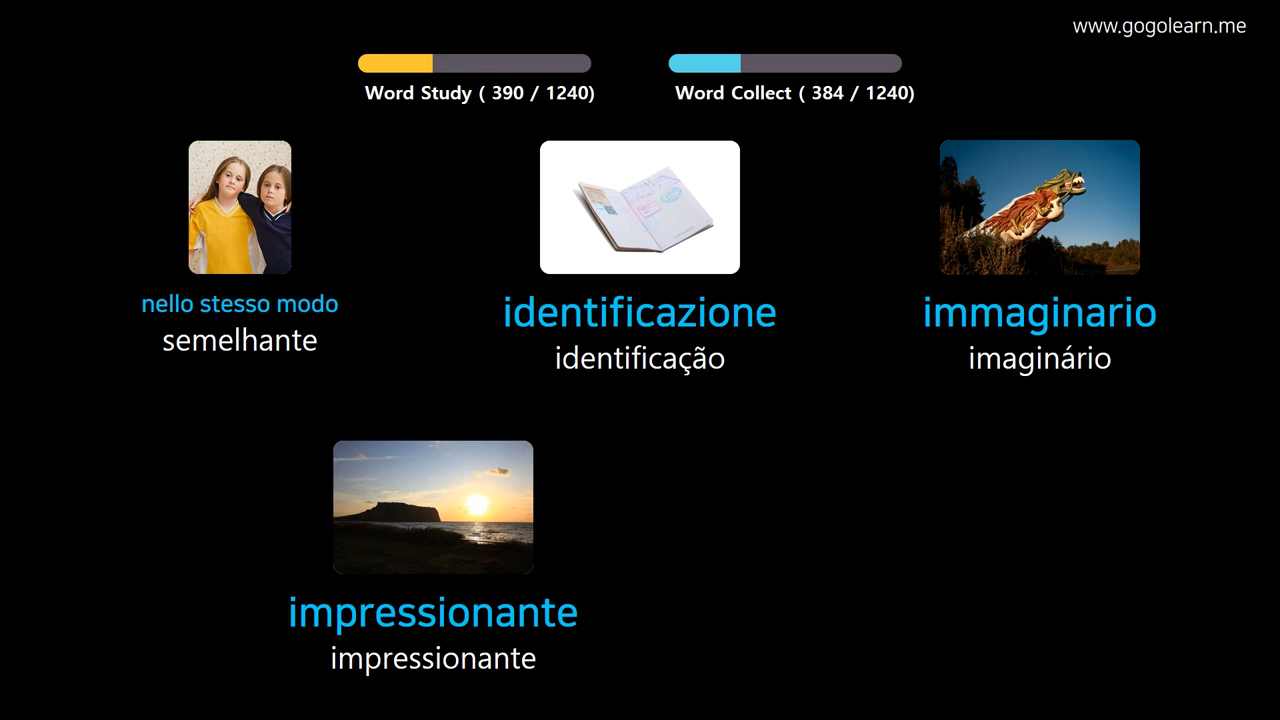 www.gogolearn.me
Word Study ( 390 / 1240)
Word Collect ( 384 / 1240)
nello stesso modo
semelhante
identificazione
identificação
immaginario
imaginário
impressionante
impressionante